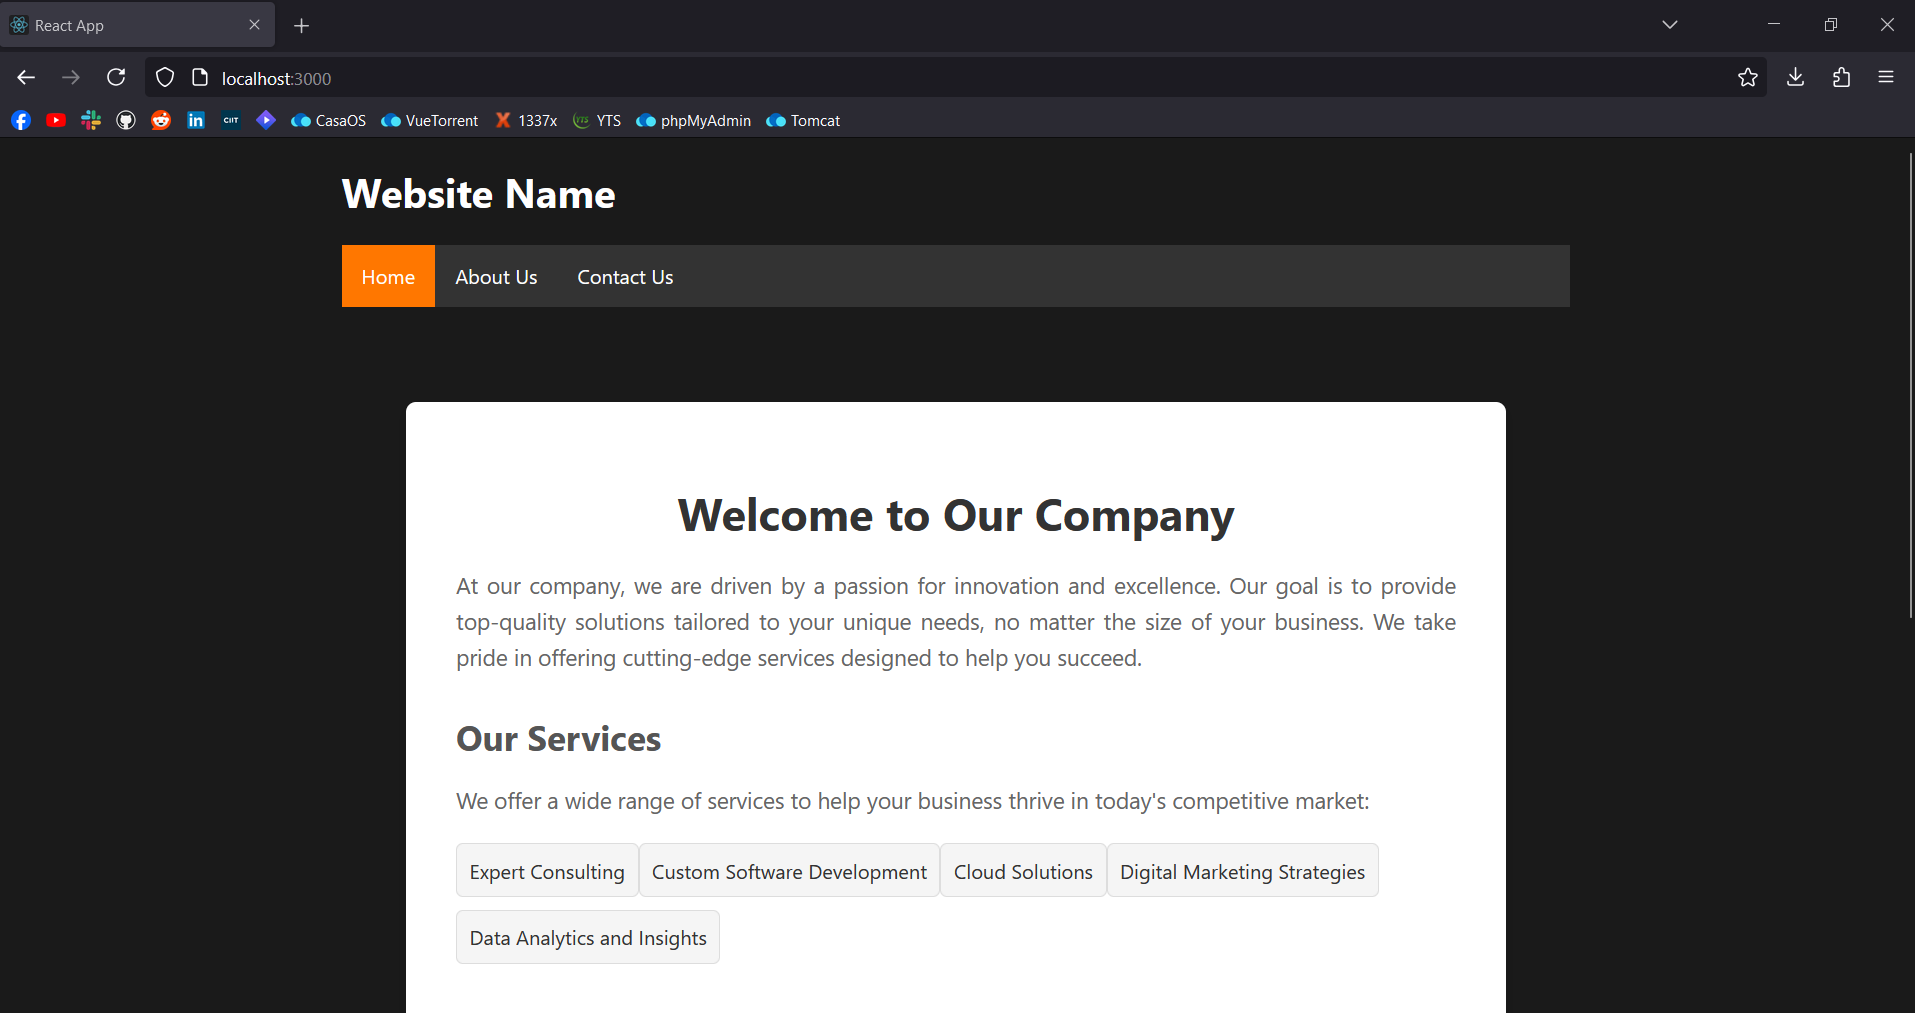 React App
localhost:3000
CIIT
CasaOS
VueTorrent
1337x
YTS
YTS
phpMyAdmin
Tomcat
Website Name
Home About Us Contact Us
Welcome to Our Company
At our company, we are driven by a passion for innovation and excellence. Our goal is to provide
top-quality solutions tailored to your unique needs, no matter the size of your business. We take
pride in offering cutting-edge services designed to help you succeed.
Our Services
We offer a wide range of services to help your business thrive in today's competitive market:
Expert Consulting Custom Software Development Cloud Solutions Digital Marketing Strategies
Data Analytics and Insights